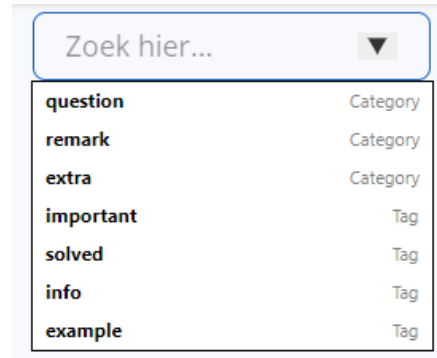 Zoek hier... ▼
question Category
remark Category
extra Category
important Tag
solved Tag
info Tag
example Tag